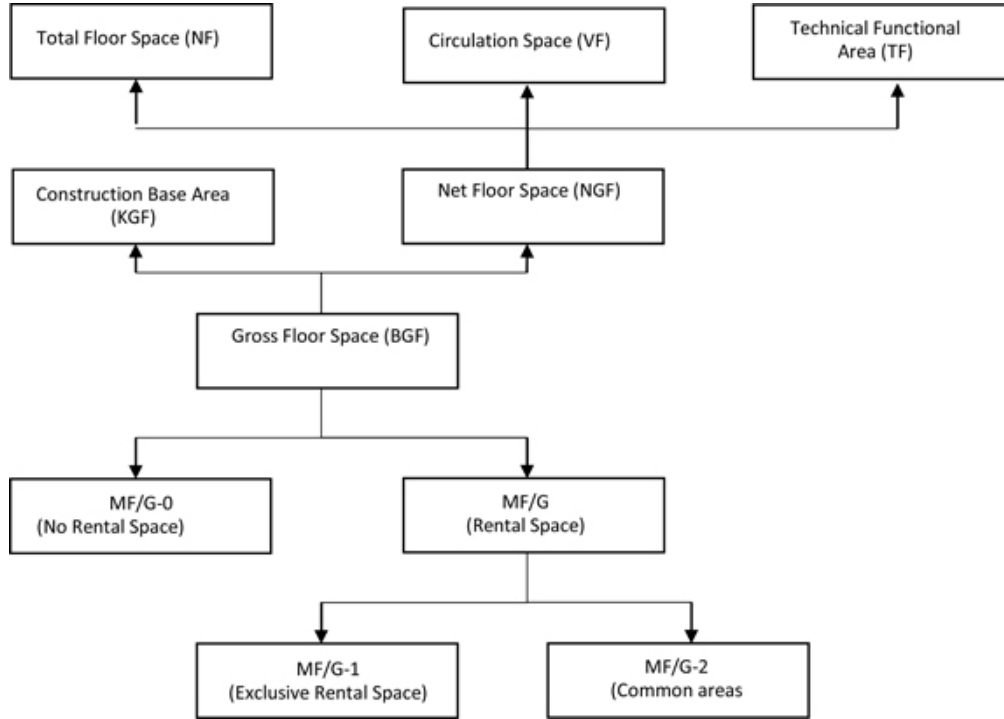 Total Floor Space (NF)
Circulation Space (VF)
Technical Functional
Area (TF)
Construction Base Area
(KGF)
Net Floor Space (NGF)
Gross Floor Space (BGF)
MF/G-0
(No Rental Space)
MF/G
(Rental Space)
MF/G-1
(Exclusive Rental Space)
MF/G-2
(Common areas